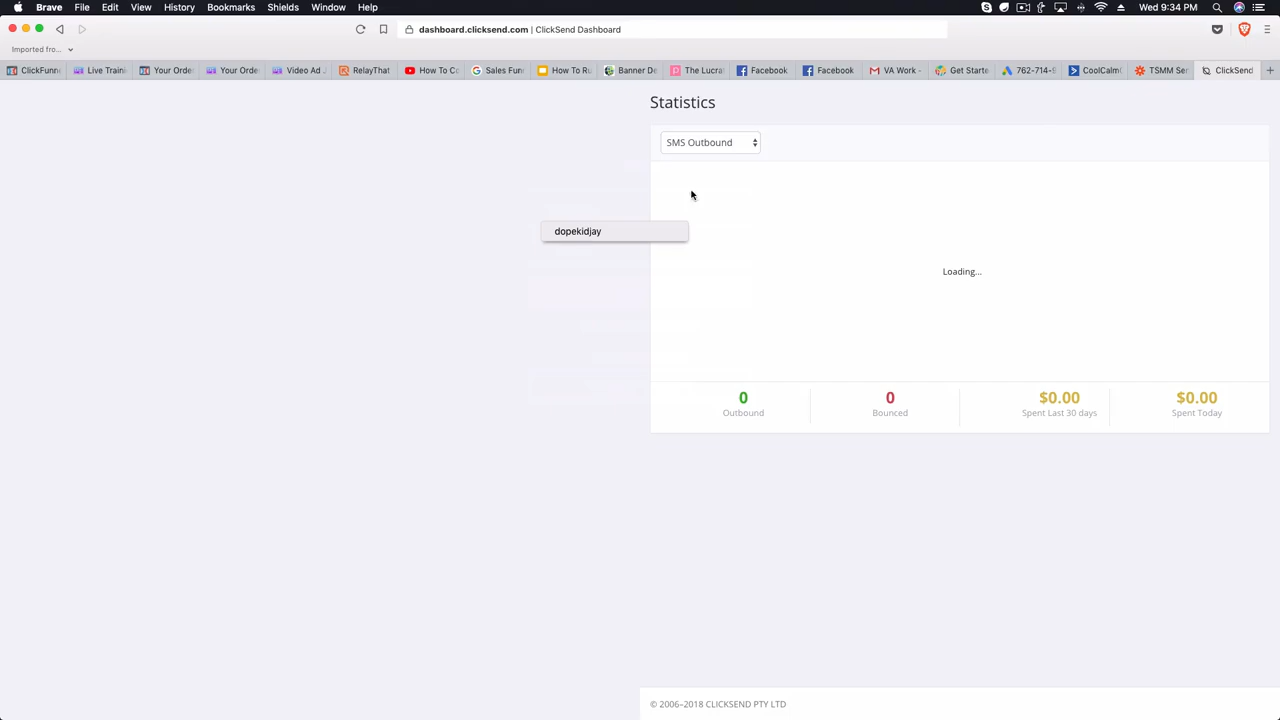 Brave File Edit View History Bookmarks Shields Window Help Wed 9:34 PM
dashboard.clicksend.com | ClickSend Dashboard
Imported fro...
ClickFunn Live Traini Your Orde Your Orde Video Ad RelayThat How To Co Sales Fun How To Ru Banner De The Lucrat Facebook Facebook VA Work - Get Starte 762-714-9 CoolCalm TSMM Ser ClickSend
Statistics
SMS Outbound
dopekidjay
Loading...
0 0 $0.00 $0.00
Outbound Bounced Spent Last 30 days Spent Today
© 2006–2018 CLICKSEND PTY LTD